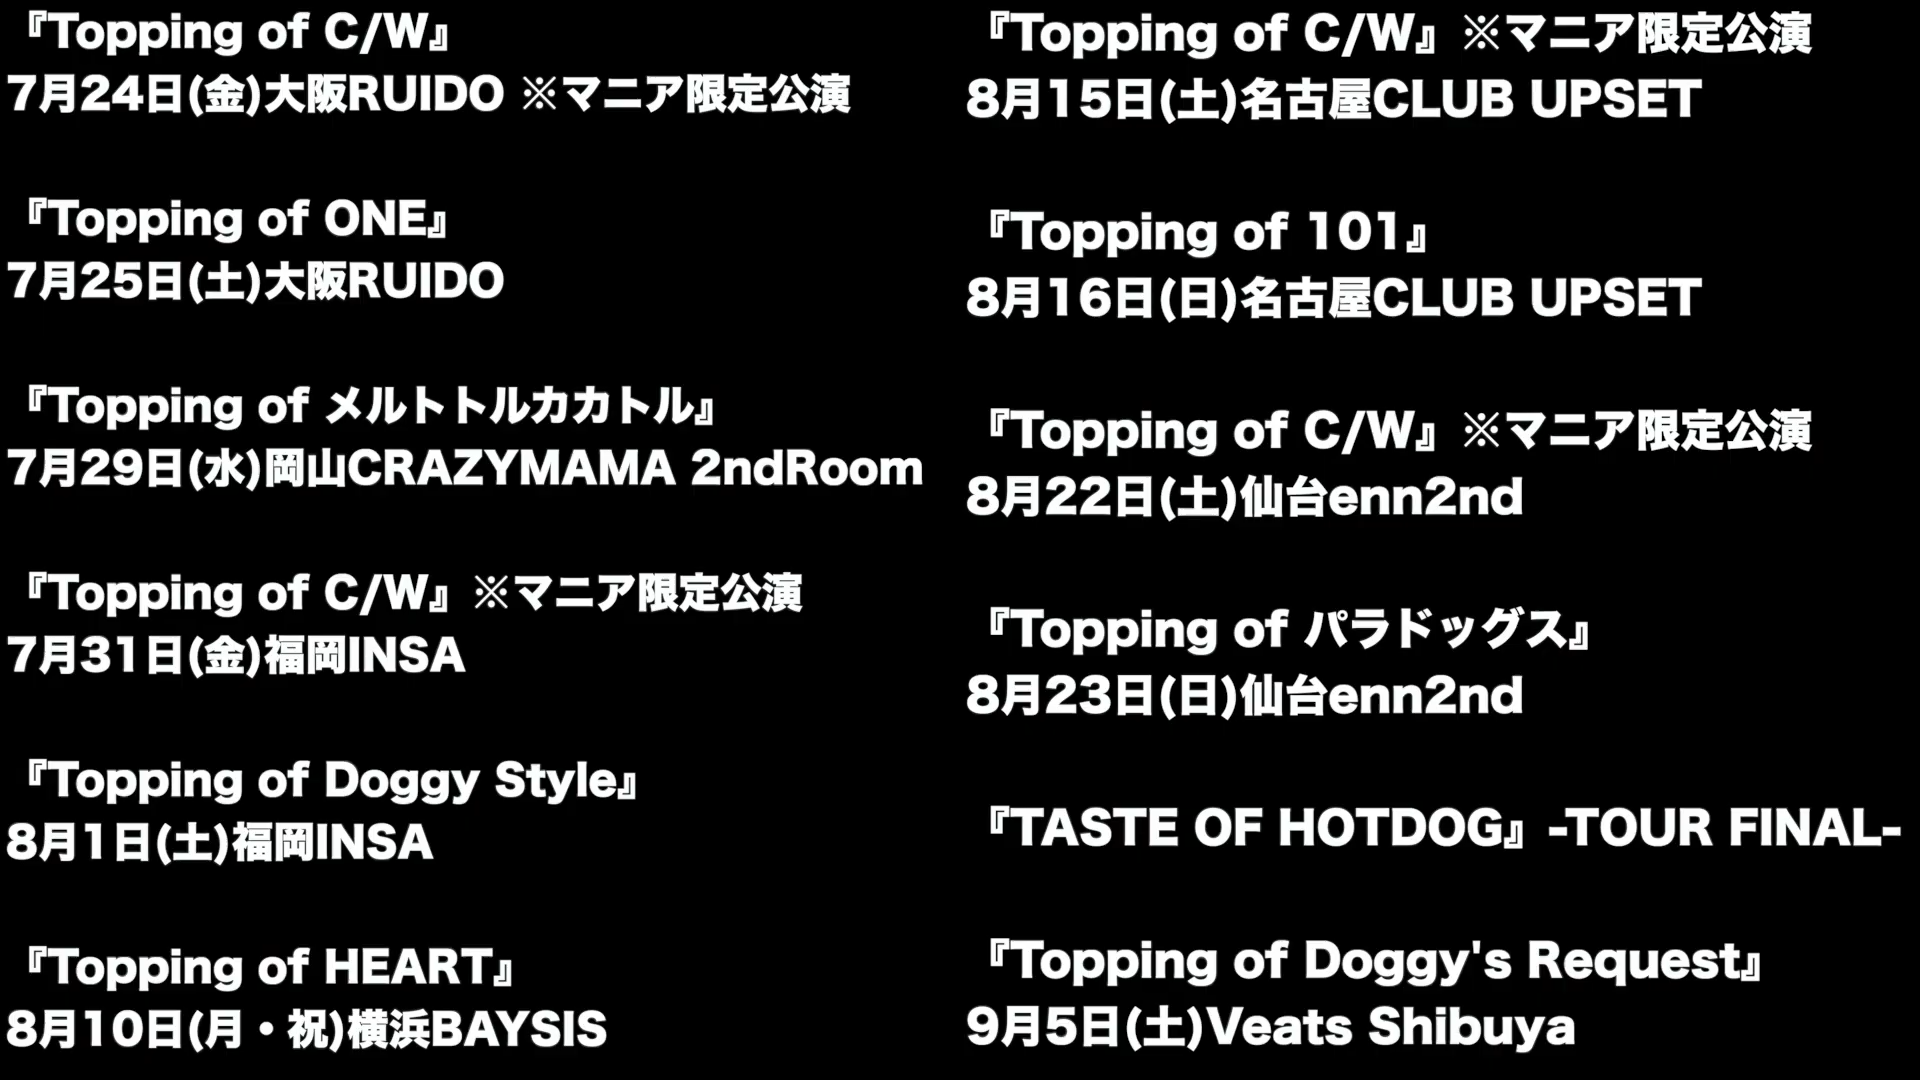 『Topping of C/W』
7月24日(金)大阪RUIDO ※マニア限定公演
『Topping of ONE』
7月25日(土)大阪RUIDO
『Topping of メルトトルカカトル』
7月29日(水)岡山CRAZYMAMA 2ndRoom
『Topping of C/W』※マニア限定公演
7月31日(金)福岡INSA
『Topping of Doggy Style』
8月1日(土)福岡INSA
『Topping of HEART』
8月10日(月・祝)横浜BAYSIS
『Topping of C/W』※マニア限定公演
8月15日(土)名古屋CLUB UPSET
『Topping of 101』
8月16日(日)名古屋CLUB UPSET
『Topping of C/W』※マニア限定公演
8月22日(土)仙台enn2nd
『Topping of パラドッグス』
8月23日(日)仙台enn2nd
『TASTE OF HOTDOG』-TOUR FINAL-
『Topping of Doggy's Request』
9月5日(土)Veats Shibuya